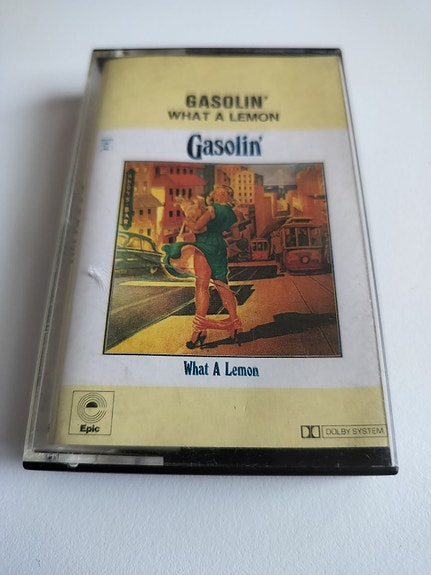 GASOLIN'
WHAT A LEMON
Gasolin'
What A Lemon
Epic
DOLBY SYSTEM